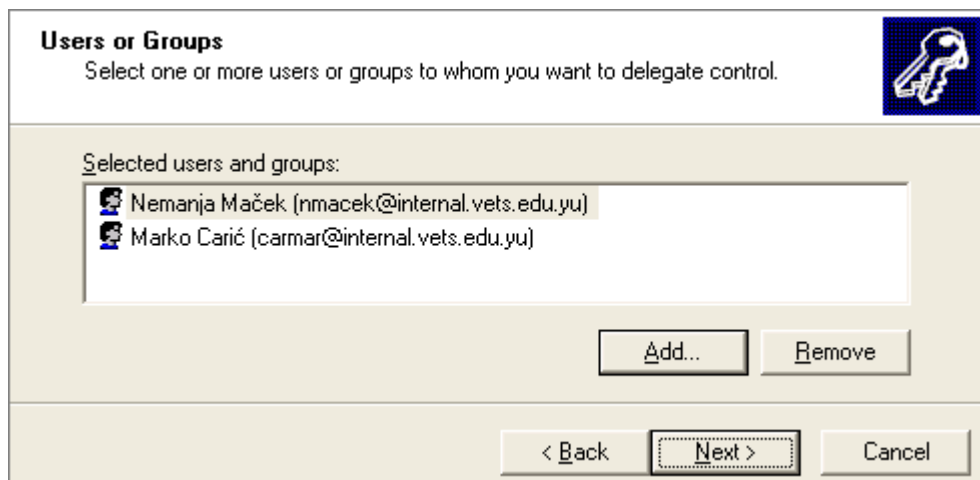 Users or Groups
Select one or more users or groups to whom you want to delegate control.
Selected users and groups:
Nemanja Maček (nmacek@internal.vets.edu.yu)
Marko Carić (carmar@internal.vets.edu.yu)
Add...
Remove
< Back
Next >
Cancel